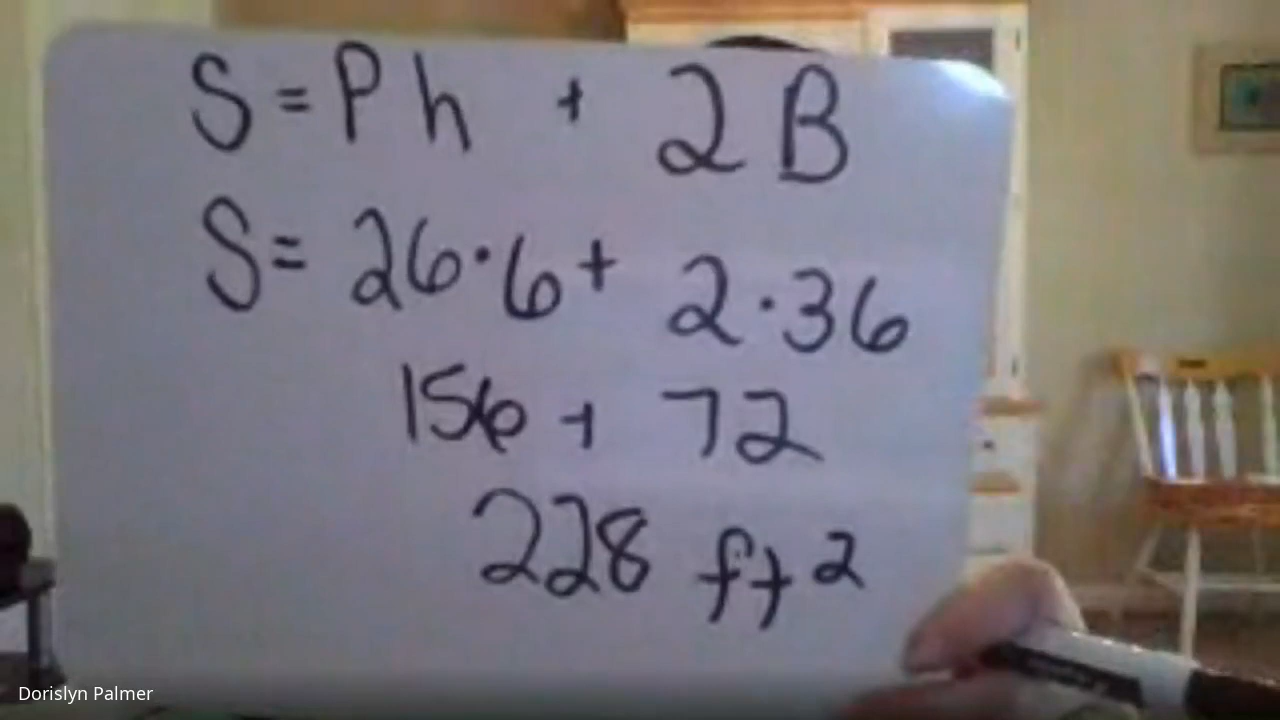 S = Ph + 2B
S = 26·6 + 2·36
156 + 72
228 ft²
Dorislyn Palmer